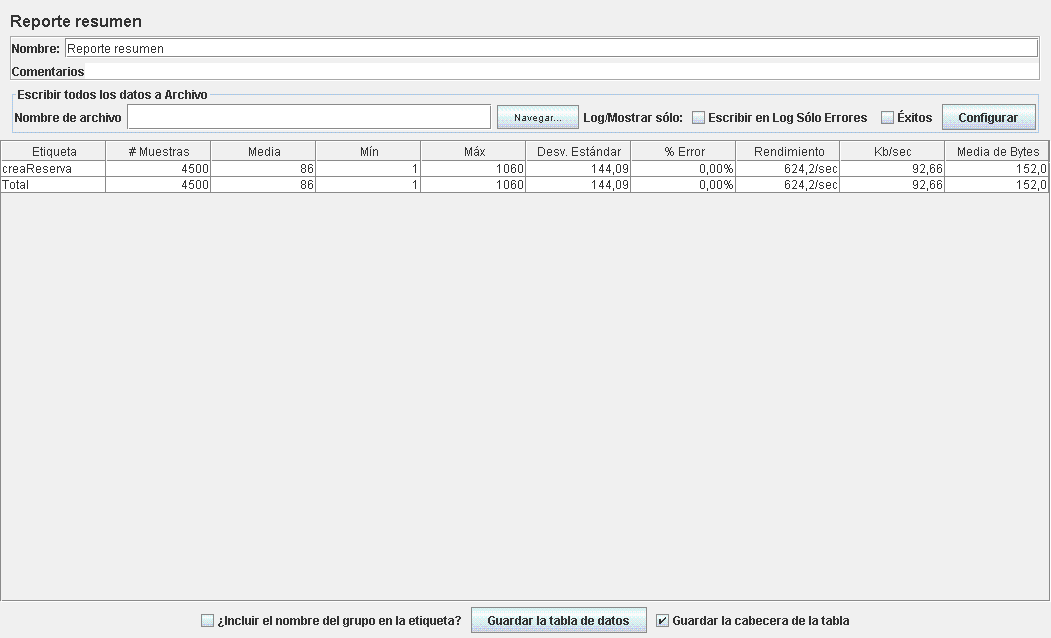 Reporte resumen
Nombre: Reporte resumen
Comentarios
Escribir todos los datos a Archivo
Nombre de archivo Navegar... Log/Mostrar sólo: Escribir en Log Sólo Errores Éxitos Configurar
Etiqueta # Muestras Media Mín Máx Desv. Estándar % Error Rendimiento Kb/sec Media de Bytes
creaReserva 4500 86 1 1060 144,09 0,00% 624,2/sec 92,66 152,0
Total 4500 86 1 1060 144,09 0,00% 624,2/sec 92,66 152,0
¿Incluir el nombre del grupo en la etiqueta? Guardar la tabla de datos Guardar la cabecera de la tabla